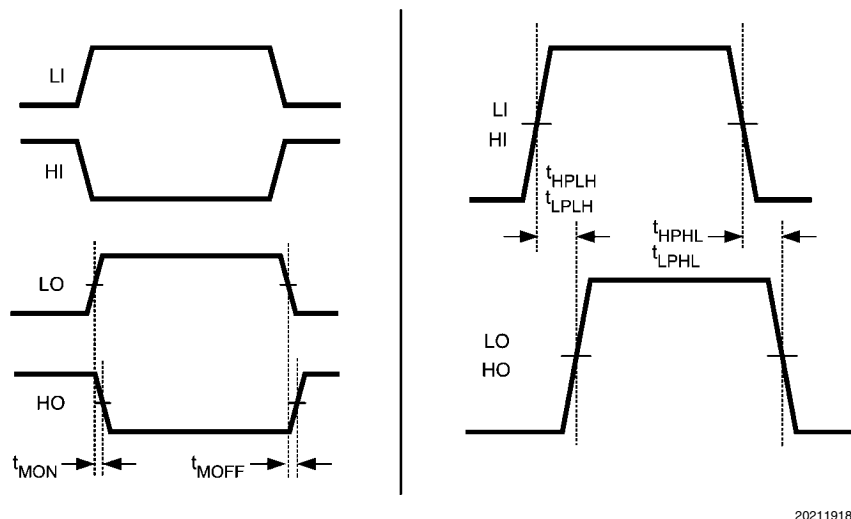 LI
HI
LO
HO
tMON
tMOFF
LI
HI
tHPLH
tLPLH
tHPHL
tLPHL
LO
HO
20211918